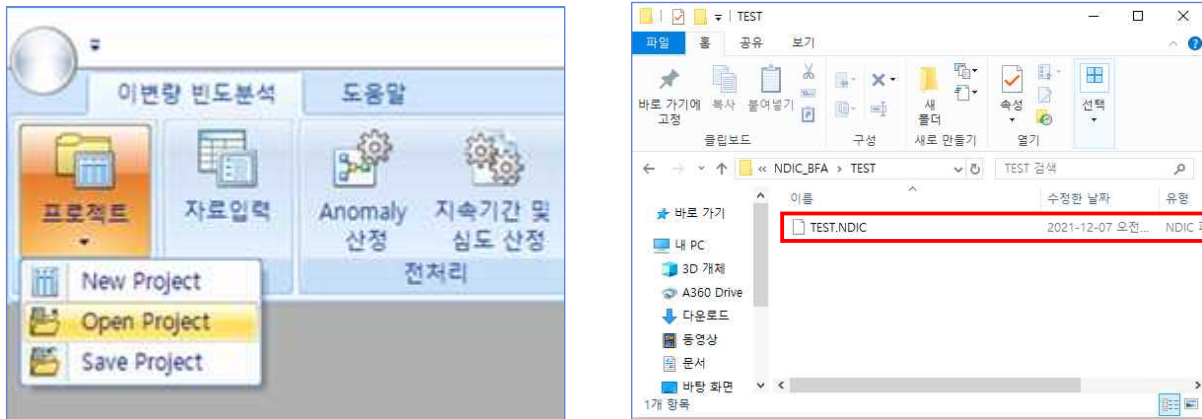 이변량 빈도분석 도움말
프로젝트
자료입력
Anomaly
산정
지속기간 및
심도 산정
전처리
New Project
Open Project
Save Project
TEST
파일 홈 공유 보기
바로 가기에
고정
복사
붙여넣기
새
폴더
속성
선택
클립보드 구성 새로 만들기 열기
« NDIC_BFA > TEST
TEST 검색
이름 수정한 날짜 유형
TEST.NDIC 2021-12-07 오전... NDIC
바로 가기
내 PC
3D 개체
A360 Drive
다운로드
동영상
문서
바탕 화면
1개 항목